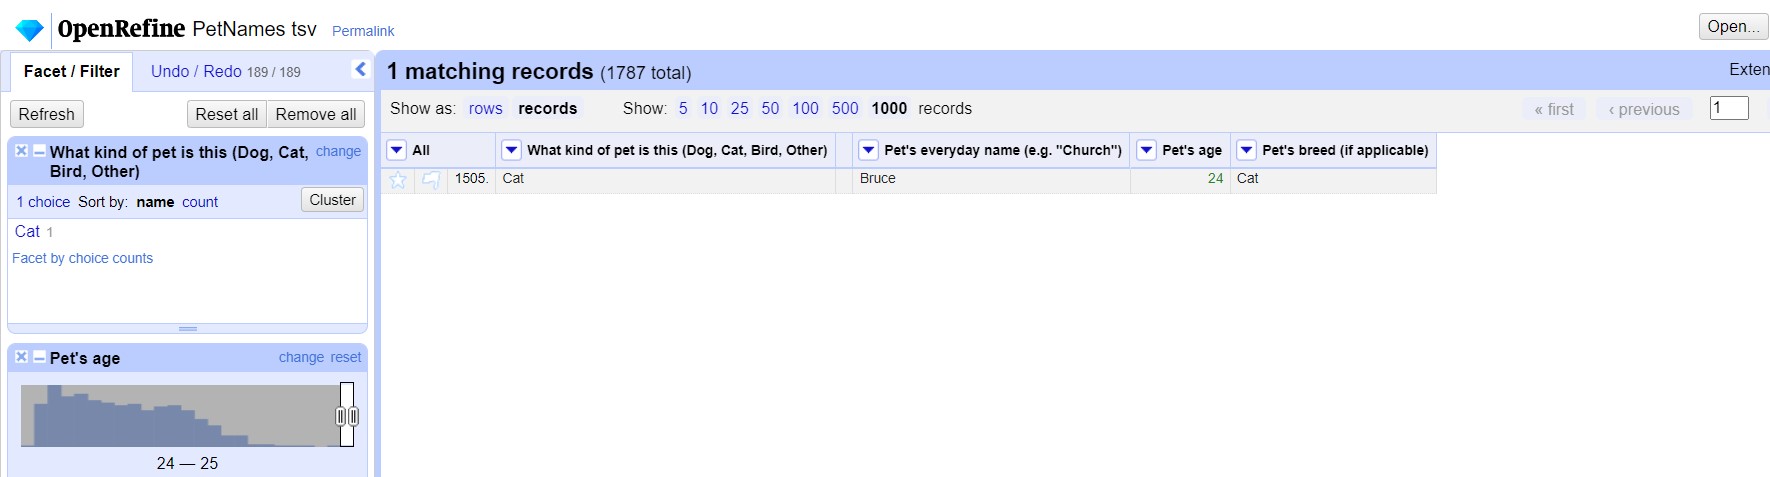 OpenRefine PetNames tsv Permalink Open...
Facet / Filter Undo / Redo 189 / 189
Refresh Reset all Remove all
What kind of pet is this (Dog, Cat, Bird, Other) change
1 choice Sort by: name count Cluster
Cat 1
Facet by choice counts
Pet's age change reset
24 — 25
1 matching records (1787 total) Exten
Show as: rows records Show: 5 10 25 50 100 500 1000 records « first ‹ previous 1
All What kind of pet is this (Dog, Cat, Bird, Other) Pet's everyday name (e.g. "Church") Pet's age Pet's breed (if applicable)
1505. Cat Bruce 24 Cat